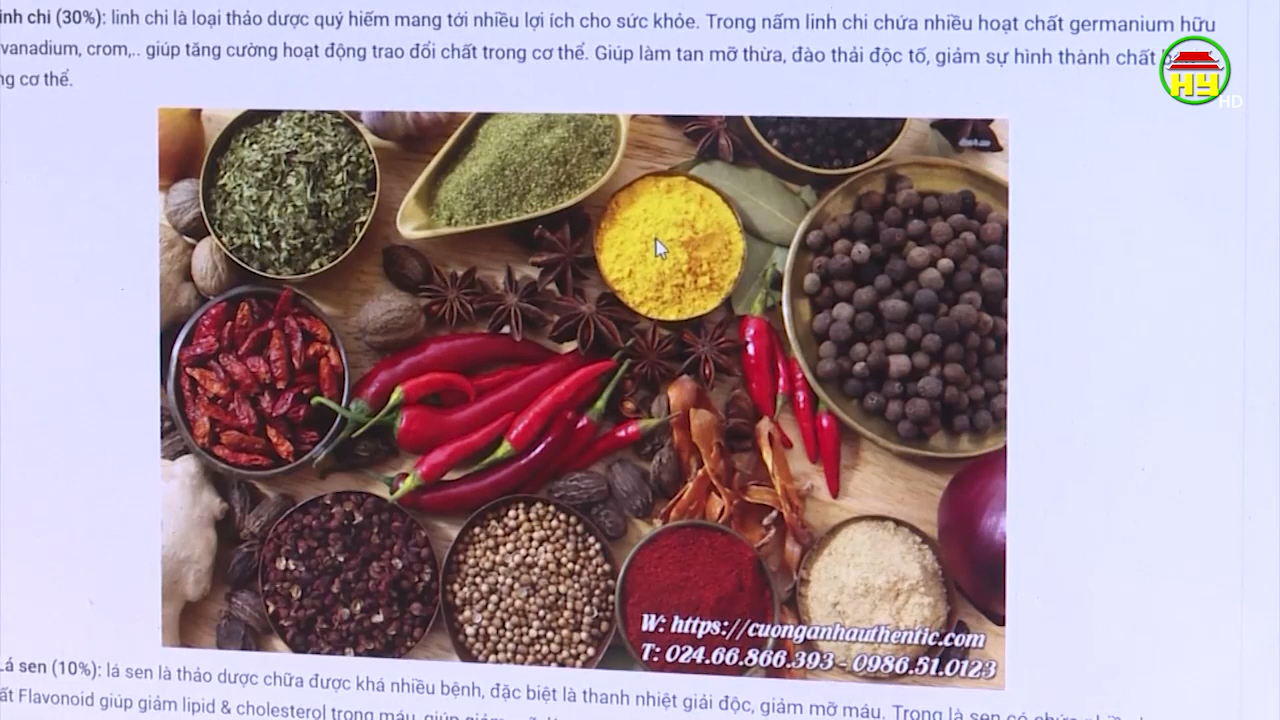 inh chi (30%): linh chi là loại thảo dược quý hiếm mang tới nhiều lợi ích cho sức khỏe. Trong nấm linh chi chứa nhiều hoạt chất germanium hữu
vanadium, crom,.. giúp tăng cường hoạt động trao đổi chất trong cơ thể. Giúp làm tan mỡ thừa, đào thải độc tố, giảm sự hình thành chất
ng cơ thể.
HY
HD
W: https://cuonganhauthentic.com
T: 024.66.866.393 - 0986.51.0123
Lá sen (10%): lá sen là thảo dược chữa được khá nhiều bệnh, đặc biệt là thanh nhiệt giải độc, giảm mỡ máu. Trong lá sen có chứa
ất Flavonoid giúp giảm lipid & cholesterol trong máu, giúp giảm